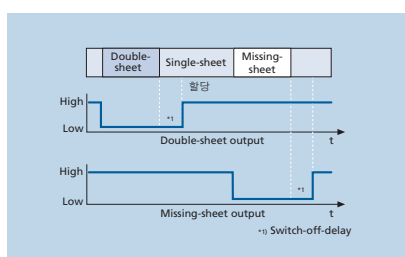 Double-
sheet
Single-sheet
Missing-
sheet
할당
High
Low
*1
Double-sheet output
t
High
Low
*1
Missing-sheet output
t
*1) Switch-off-delay